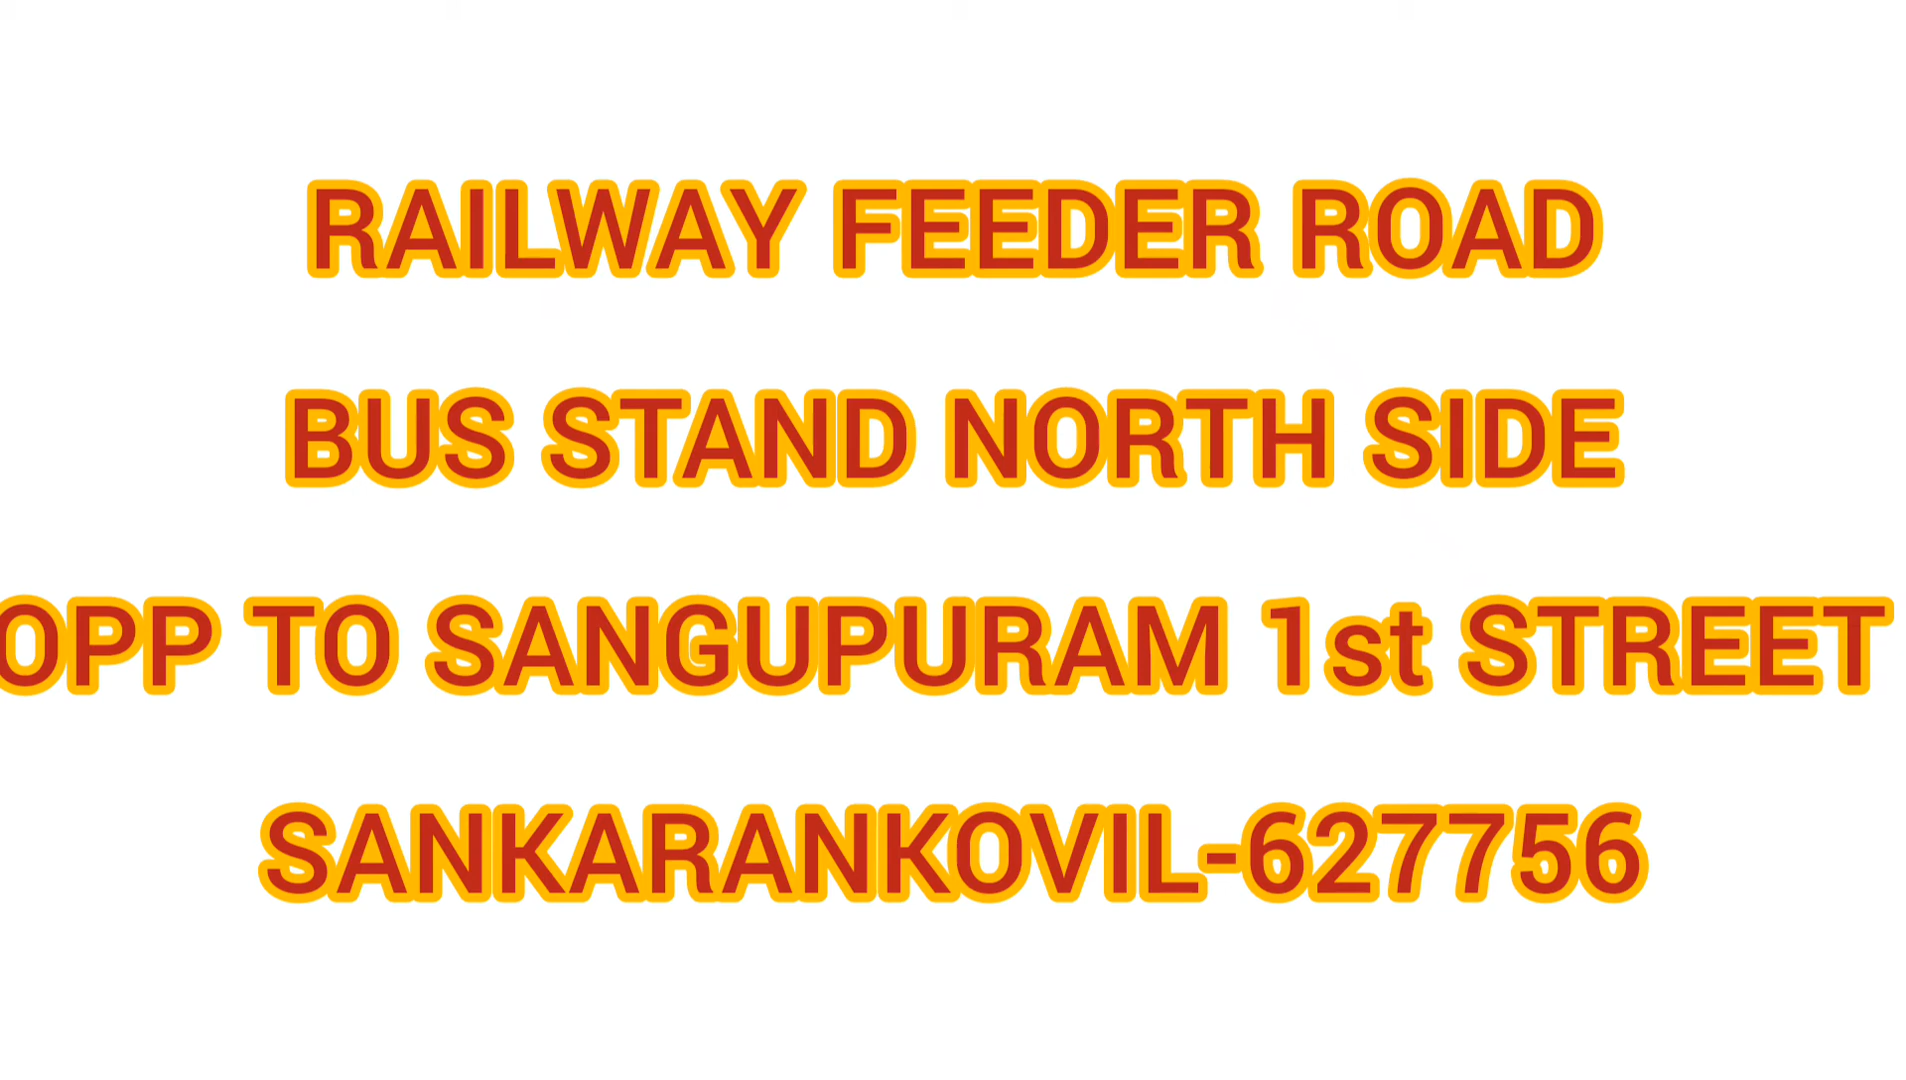 RAILWAY FEEDER ROAD
BUS STAND NORTH SIDE
OPP TO SANGUPURAM 1st STREET
SANKARANKOVIL-627756